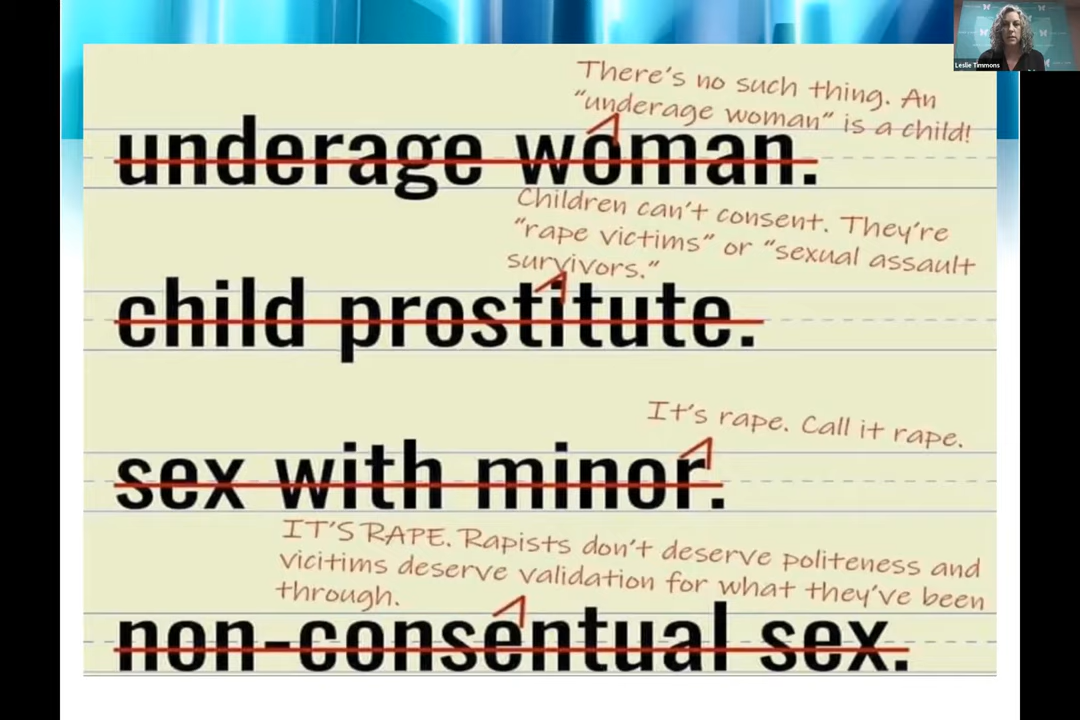 Leslie Timmons
There's no such thing. An
"underage woman" is a child!
underage woman.
Children can't consent. They're
"rape victims" or "sexual assault
survivors."
child prostitute.
It's rape. Call it rape.
sex with minor.
IT'S RAPE. Rapists don't deserve politeness and
vicitims deserve validation for what they've been
through.
non-consentual sex.